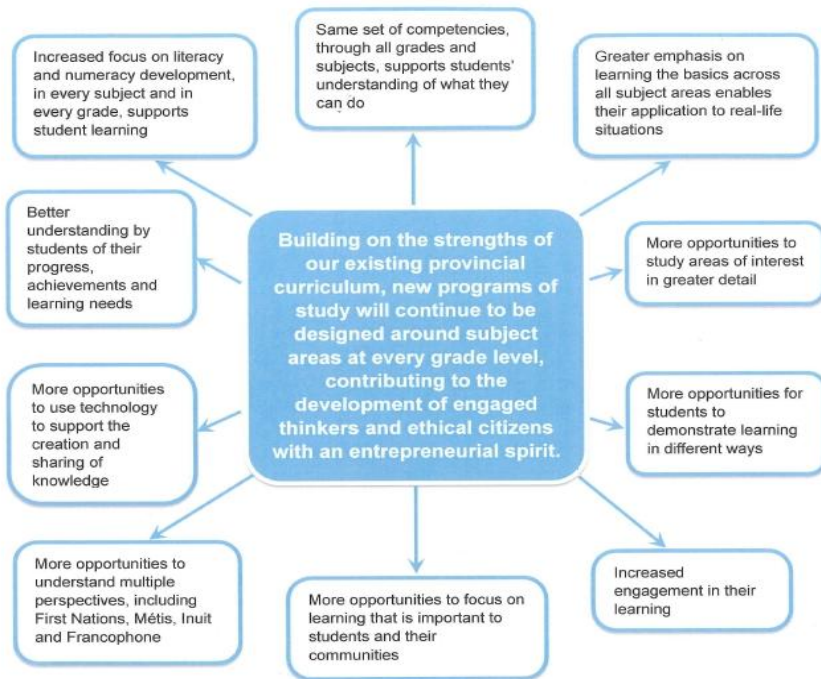 Increased focus on literacy
and numeracy development,
in every subject and in
every grade, supports
student learning
Same set of competencies,
through all grades and
subjects, supports students'
understanding of what they
can do
Greater emphasis on
learning the basics across
all subject areas enables
their application to real-life
situations
Better
understanding by
students of their
progress,
achievements and
learning needs
Building on the strengths of
our existing provincial
curriculum, new programs of
study will continue to be
designed around subject
areas at every grade level,
contributing to the
development of engaged
thinkers and ethical citizens
with an entrepreneurial spirit.
More opportunities to
study areas of interest
in greater detail
More opportunities
to use technology
to support the
creation and
sharing of
knowledge
More opportunities for
students to
demonstrate learning
in different ways
More opportunities to
understand multiple
perspectives, including
First Nations, Métis, Inuit
and Francophone
More opportunities to focus on
learning that is important to
students and their
communities
Increased
engagement in their
learning